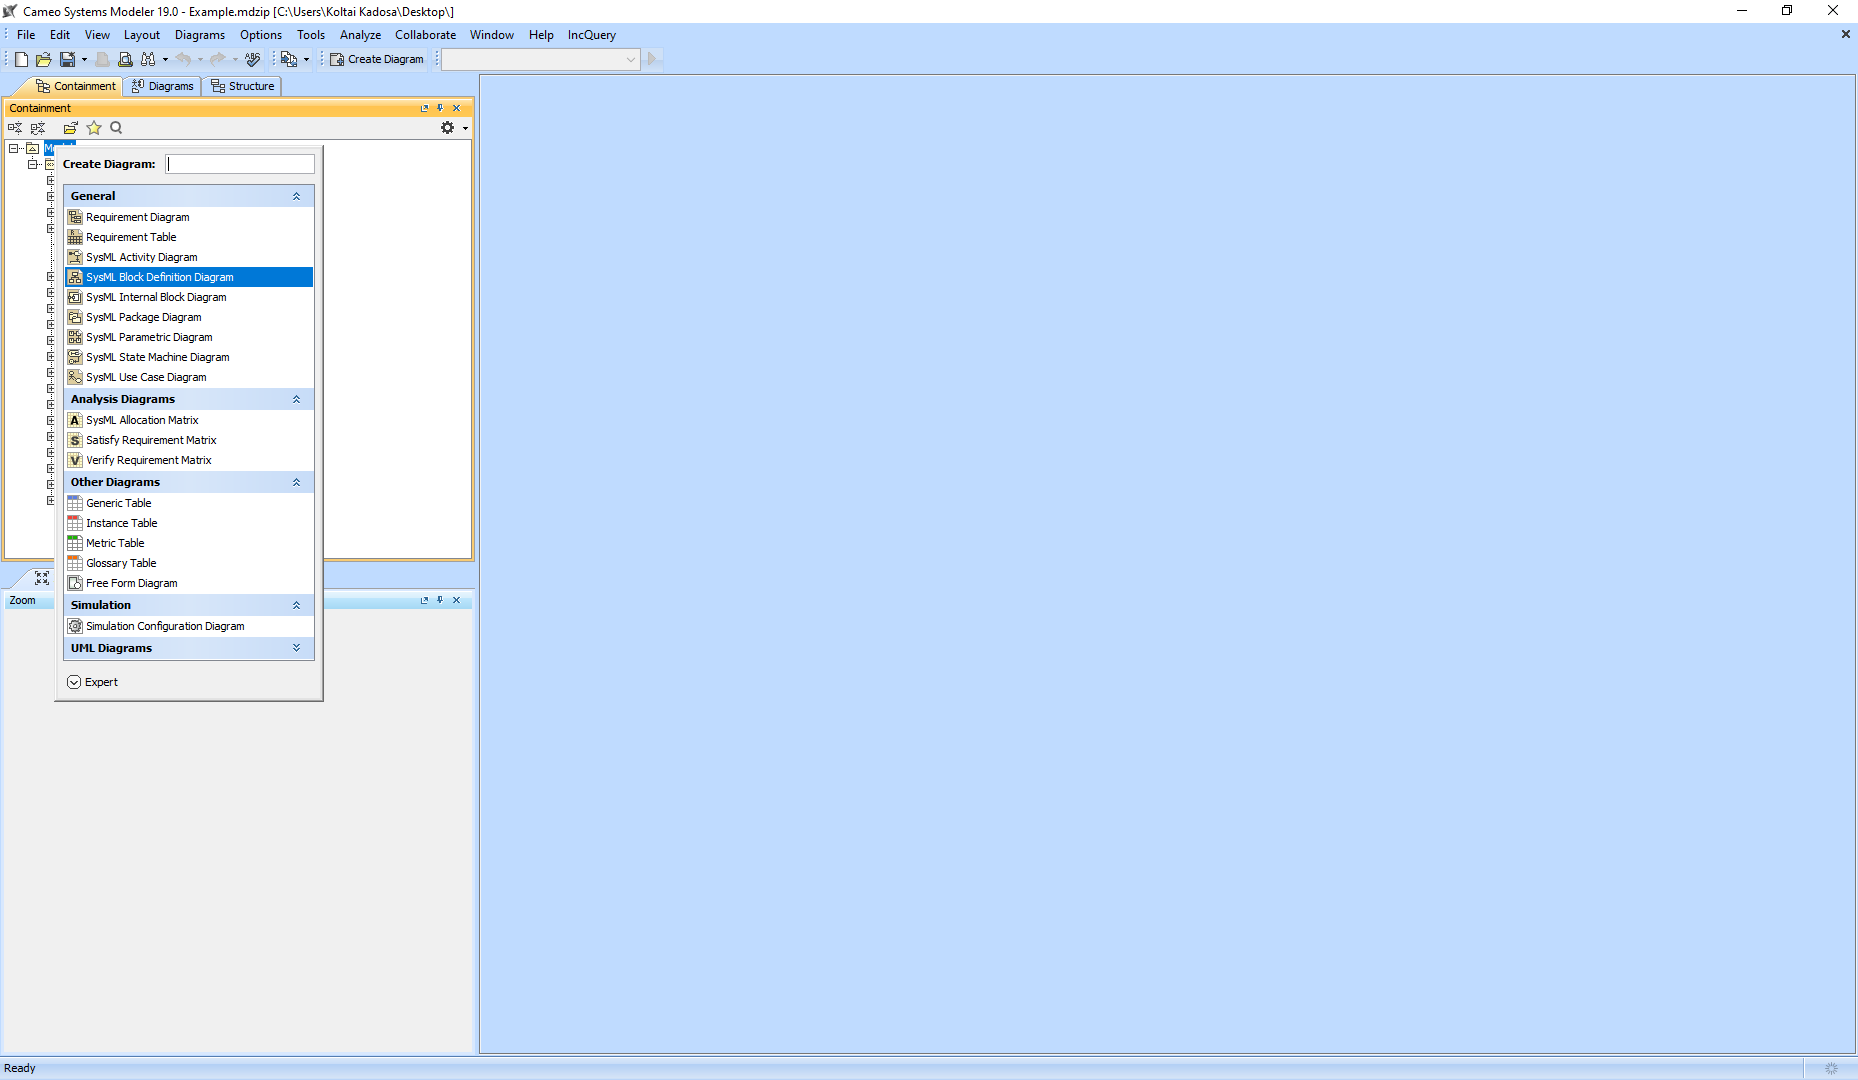 Cameo Systems Modeler 19.0 - Example.mdzip [C:\Users\Koltai Kadosa\Desktop\]
File Edit View Layout Diagrams Options Tools Analyze Collaborate Window Help IncQuery
Create Diagram
Containment Diagrams Structure
Containment
Create Diagram:
General
Requirement Diagram
Requirement Table
SysML Activity Diagram
SysML Block Definition Diagram
SysML Internal Block Diagram
SysML Package Diagram
SysML Parametric Diagram
SysML State Machine Diagram
SysML Use Case Diagram
Analysis Diagrams
A SysML Allocation Matrix
S Satisfy Requirement Matrix
V Verify Requirement Matrix
Other Diagrams
Generic Table
Instance Table
Metric Table
Glossary Table
Free Form Diagram
Zoom
Simulation
Simulation Configuration Diagram
UML Diagrams
Expert
Ready